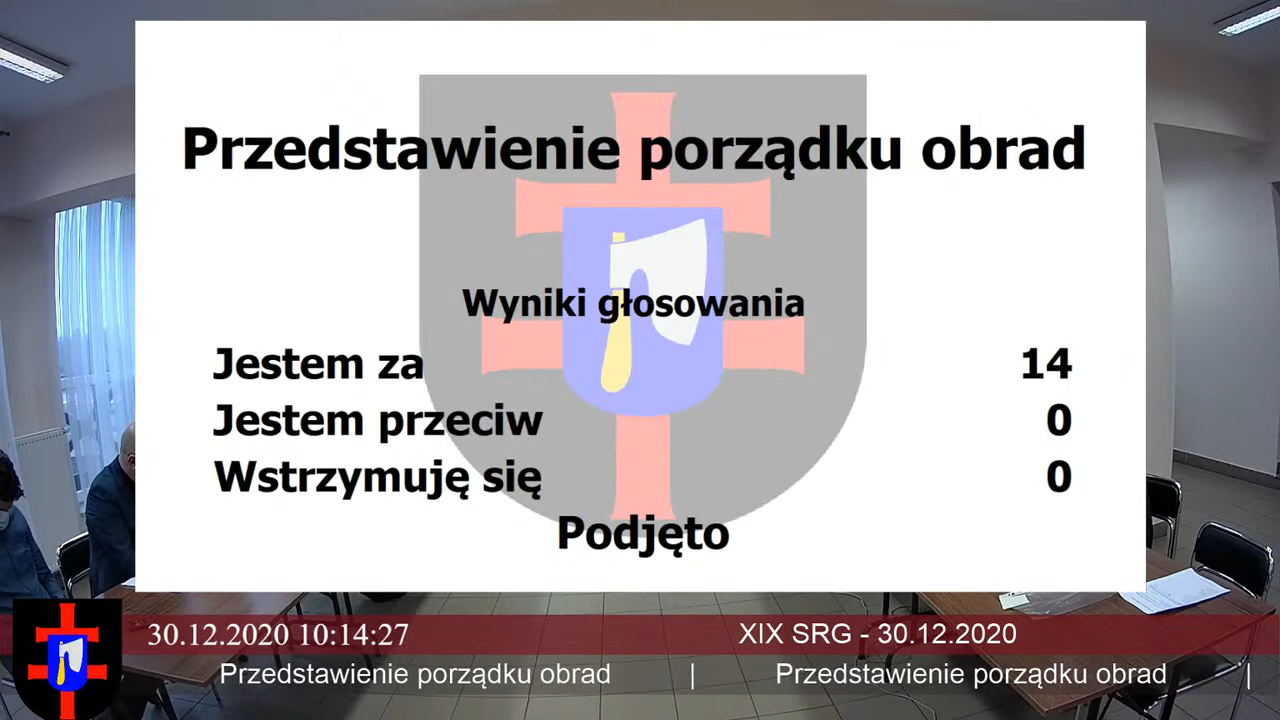 Przedstawienie porządku obrad
Wyniki głosowania
Jestem za 14
Jestem przeciw 0
Wstrzymuję się 0
Podjęto
30.12.2020 10:14:27 XIX SRG - 30.12.2020
Przedstawienie porządku obrad | Przedstawienie porządku obrad |